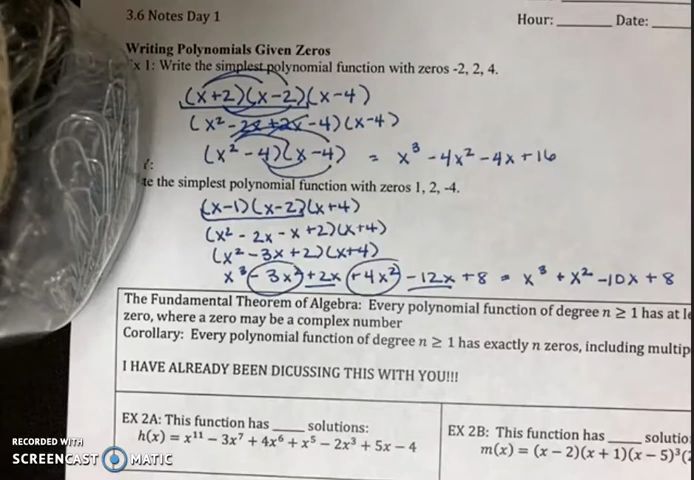 3.6 Notes Day 1
Hour: ______ Date: ____
Writing Polynomials Given Zeros
x 1: Write the simplest polynomial function with zeros -2, 2, 4.
(x+2)(x-2)(x-4)
(x² - 2x + 2x - 4)(x-4)
(x² - 4)(x - 4) = x³ - 4x² - 4x + 16
te the simplest polynomial function with zeros 1, 2, -4.
(x-1)(x-2)(x+4)
(x² - 2x - x + 2)(x+4)
(x² - 3x + 2)(x+4)
x³ - 3x² + 2x + 4x² - 12x + 8 = x³ + x² - 10x + 8
The Fundamental Theorem of Algebra: Every polynomial function of degree n ≥ 1 has at le
zero, where a zero may be a complex number
Corollary: Every polynomial function of degree n ≥ 1 has exactly n zeros, including multip
I HAVE ALREADY BEEN DICUSSING THIS WITH YOU!!!
EX 2A: This function has ____ solutions:
h(x) = x¹¹ - 3x⁷ + 4x⁶ + x⁵ - 2x³ + 5x - 4
EX 2B: This function has ____ solutio
m(x) = (x - 2)(x + 1)(x - 5)³(
RECORDED WITH
SCREENCAST MATIC